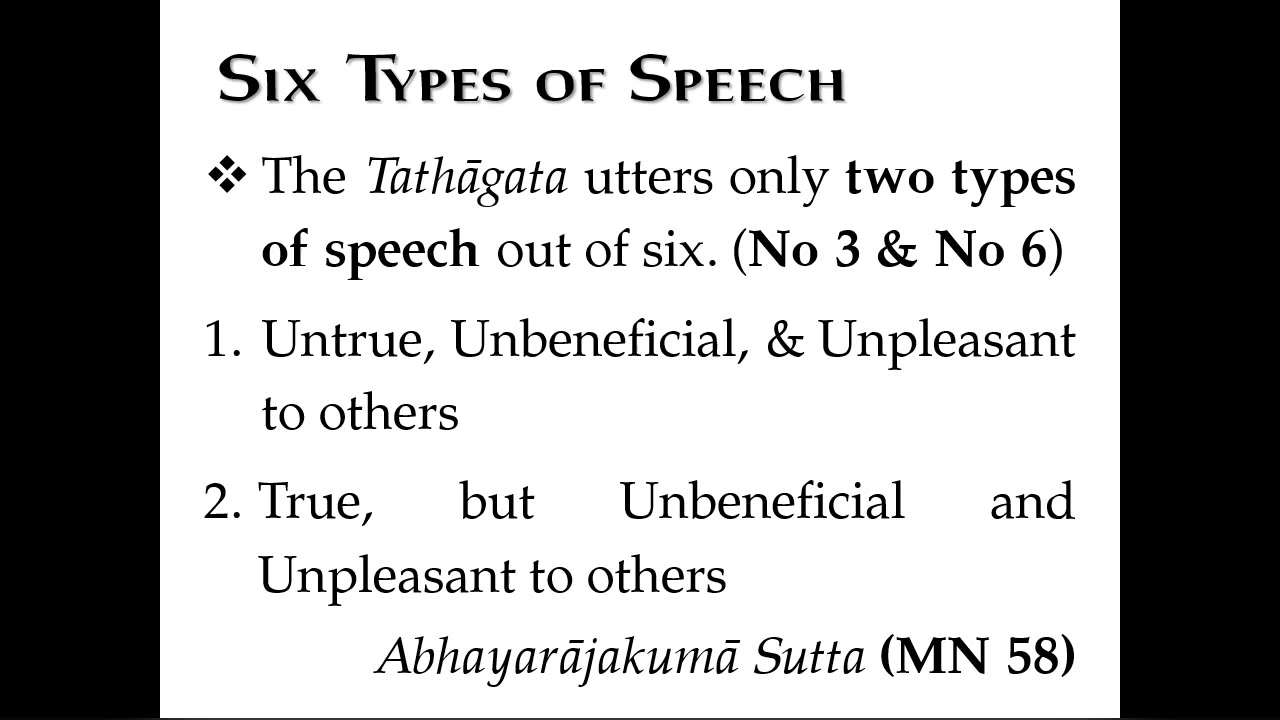 Six Types of Speech
❖ The Tathāgata utters only two types
of speech out of six. (No 3 & No 6)
1. Untrue, Unbeneficial, & Unpleasant
to others
2. True, but Unbeneficial and
Unpleasant to others
Abhayarājakumā Sutta (MN 58)